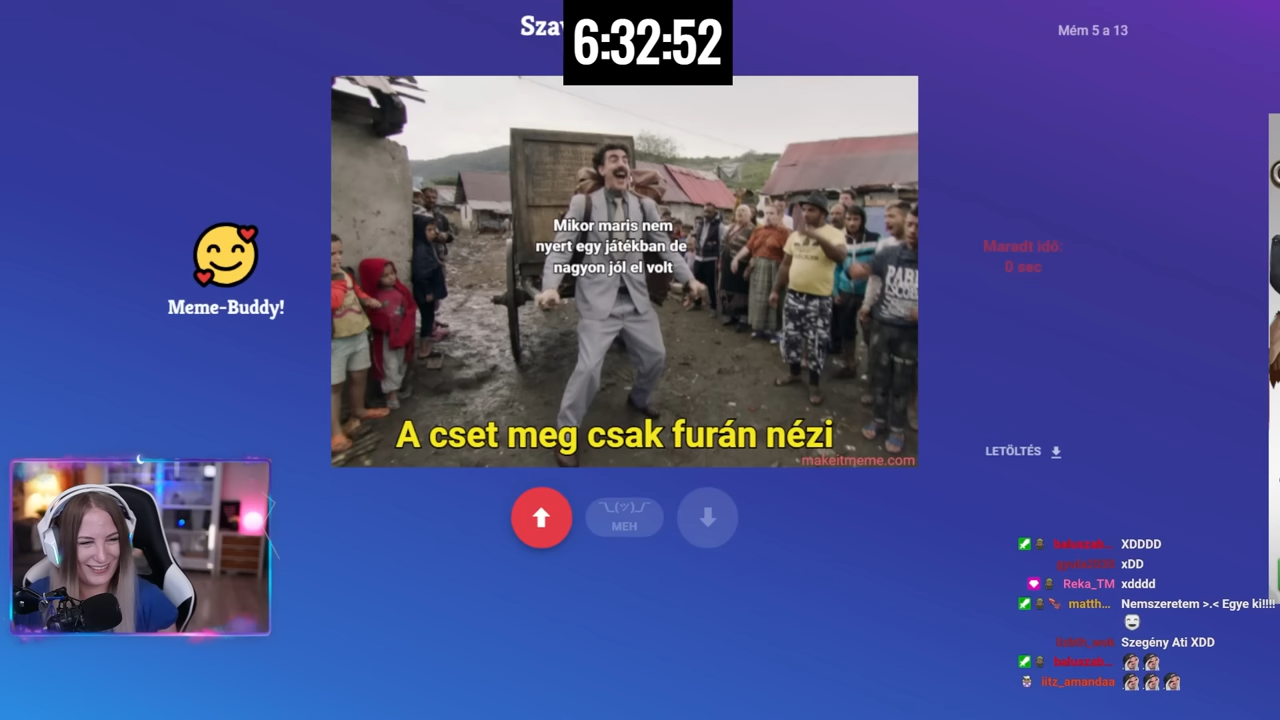 6:32:52
Mém 5 a 13
Mikor maris nem
nyert egy játékban de
nagyon jól el volt
Meme-Buddy!
Maradt idő:
0 sec
A cset meg csak furán nézi
makeitmeme.com
LETÖLTÉS
¯\_(ツ)_/¯
MEH
XDDDD
xDD
Reka_TM xdddd
matth... Nemszeretem >.< Egye ki!!!!
Szegény Ati XDD
iitz_amandaa